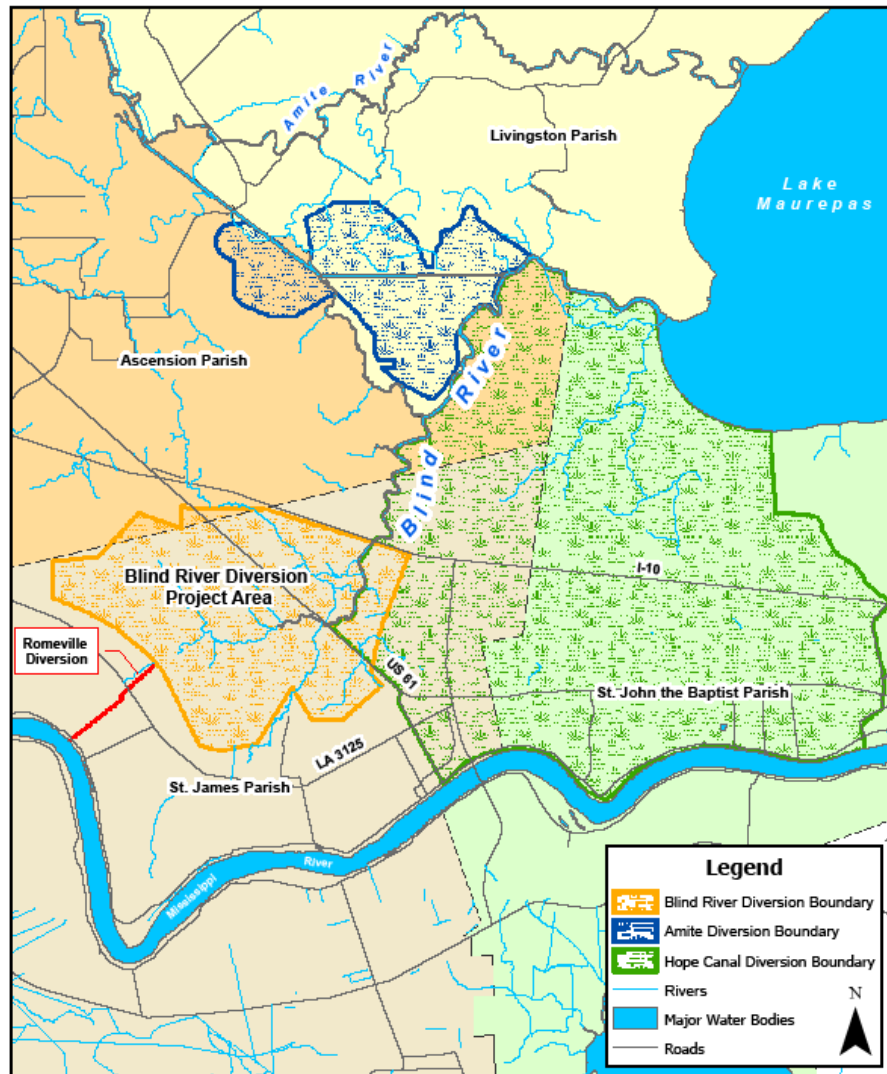 Amite River
Livingston Parish
Lake
Maurepas
Ascension Parish
Blind River
Blind River Diversion
Project Area
I-10
Romeville
Diversion
US 61
St. John the Baptist Parish
LA 3125
St. James Parish
Mississippi River
Legend
Blind River Diversion Boundary
Amite Diversion Boundary
Hope Canal Diversion Boundary
Rivers
N
Major Water Bodies
Roads